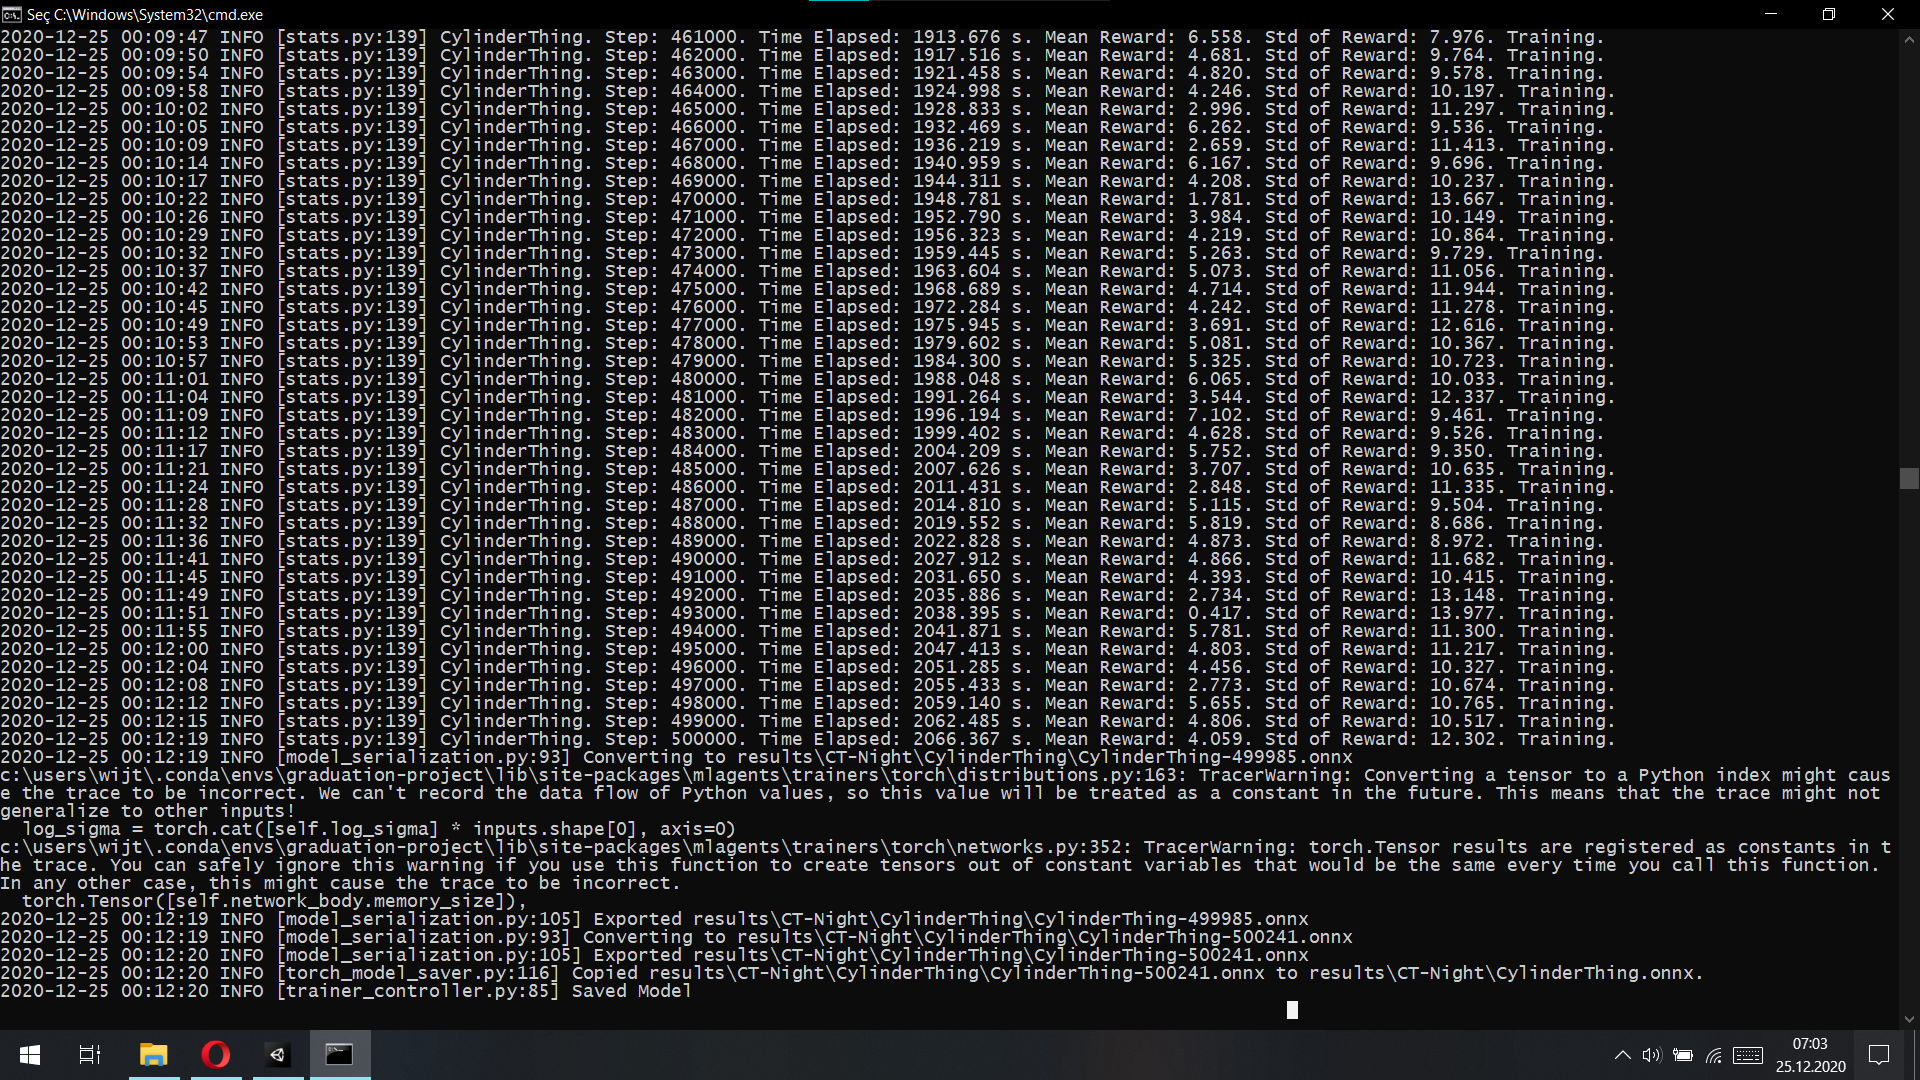 Seç C:\Windows\System32\cmd.exe
2020-12-25 00:09:47 INFO [stats.py:139] CylinderThing. Step: 461000. Time Elapsed: 1913.676 s. Mean Reward: 6.558. Std of Reward: 7.976. Training.
2020-12-25 00:09:50 INFO [stats.py:139] CylinderThing. Step: 462000. Time Elapsed: 1917.516 s. Mean Reward: 4.681. Std of Reward: 9.764. Training.
2020-12-25 00:09:54 INFO [stats.py:139] CylinderThing. Step: 463000. Time Elapsed: 1921.458 s. Mean Reward: 4.820. Std of Reward: 9.578. Training.
2020-12-25 00:09:58 INFO [stats.py:139] CylinderThing. Step: 464000. Time Elapsed: 1924.998 s. Mean Reward: 4.246. Std of Reward: 10.197. Training.
2020-12-25 00:10:02 INFO [stats.py:139] CylinderThing. Step: 465000. Time Elapsed: 1928.833 s. Mean Reward: 2.996. Std of Reward: 11.297. Training.
2020-12-25 00:10:05 INFO [stats.py:139] CylinderThing. Step: 466000. Time Elapsed: 1932.469 s. Mean Reward: 6.262. Std of Reward: 9.536. Training.
2020-12-25 00:10:09 INFO [stats.py:139] CylinderThing. Step: 467000. Time Elapsed: 1936.219 s. Mean Reward: 2.659. Std of Reward: 11.413. Training.
2020-12-25 00:10:14 INFO [stats.py:139] CylinderThing. Step: 468000. Time Elapsed: 1940.959 s. Mean Reward: 6.167. Std of Reward: 9.696. Training.
2020-12-25 00:10:17 INFO [stats.py:139] CylinderThing. Step: 469000. Time Elapsed: 1944.311 s. Mean Reward: 4.208. Std of Reward: 10.237. Training.
2020-12-25 00:10:22 INFO [stats.py:139] CylinderThing. Step: 470000. Time Elapsed: 1948.781 s. Mean Reward: 1.781. Std of Reward: 13.667. Training.
2020-12-25 00:10:26 INFO [stats.py:139] CylinderThing. Step: 471000. Time Elapsed: 1952.790 s. Mean Reward: 3.984. Std of Reward: 10.149. Training.
2020-12-25 00:10:29 INFO [stats.py:139] CylinderThing. Step: 472000. Time Elapsed: 1956.323 s. Mean Reward: 4.219. Std of Reward: 10.864. Training.
2020-12-25 00:10:32 INFO [stats.py:139] CylinderThing. Step: 473000. Time Elapsed: 1959.445 s. Mean Reward: 5.263. Std of Reward: 9.729. Training.
2020-12-25 00:10:37 INFO [stats.py:139] CylinderThing. Step: 474000. Time Elapsed: 1963.604 s. Mean Reward: 5.073. Std of Reward: 11.056. Training.
2020-12-25 00:10:42 INFO [stats.py:139] CylinderThing. Step: 475000. Time Elapsed: 1968.689 s. Mean Reward: 4.714. Std of Reward: 11.944. Training.
2020-12-25 00:10:45 INFO [stats.py:139] CylinderThing. Step: 476000. Time Elapsed: 1972.284 s. Mean Reward: 4.242. Std of Reward: 11.278. Training.
2020-12-25 00:10:49 INFO [stats.py:139] CylinderThing. Step: 477000. Time Elapsed: 1975.945 s. Mean Reward: 3.691. Std of Reward: 12.616. Training.
2020-12-25 00:10:53 INFO [stats.py:139] CylinderThing. Step: 478000. Time Elapsed: 1979.602 s. Mean Reward: 5.081. Std of Reward: 10.367. Training.
2020-12-25 00:10:57 INFO [stats.py:139] CylinderThing. Step: 479000. Time Elapsed: 1984.300 s. Mean Reward: 5.325. Std of Reward: 10.723. Training.
2020-12-25 00:11:01 INFO [stats.py:139] CylinderThing. Step: 480000. Time Elapsed: 1988.048 s. Mean Reward: 6.065. Std of Reward: 10.033. Training.
2020-12-25 00:11:04 INFO [stats.py:139] CylinderThing. Step: 481000. Time Elapsed: 1991.264 s. Mean Reward: 3.544. Std of Reward: 12.337. Training.
2020-12-25 00:11:09 INFO [stats.py:139] CylinderThing. Step: 482000. Time Elapsed: 1996.194 s. Mean Reward: 7.102. Std of Reward: 9.461. Training.
2020-12-25 00:11:12 INFO [stats.py:139] CylinderThing. Step: 483000. Time Elapsed: 1999.402 s. Mean Reward: 4.628. Std of Reward: 9.526. Training.
2020-12-25 00:11:17 INFO [stats.py:139] CylinderThing. Step: 484000. Time Elapsed: 2004.209 s. Mean Reward: 5.752. Std of Reward: 9.350. Training.
2020-12-25 00:11:21 INFO [stats.py:139] CylinderThing. Step: 485000. Time Elapsed: 2007.626 s. Mean Reward: 3.707. Std of Reward: 10.635. Training.
2020-12-25 00:11:24 INFO [stats.py:139] CylinderThing. Step: 486000. Time Elapsed: 2011.431 s. Mean Reward: 2.848. Std of Reward: 11.335. Training.
2020-12-25 00:11:28 INFO [stats.py:139] CylinderThing. Step: 487000. Time Elapsed: 2014.810 s. Mean Reward: 5.115. Std of Reward: 9.504. Training.
2020-12-25 00:11:32 INFO [stats.py:139] CylinderThing. Step: 488000. Time Elapsed: 2019.552 s. Mean Reward: 5.819. Std of Reward: 8.686. Training.
2020-12-25 00:11:36 INFO [stats.py:139] CylinderThing. Step: 489000. Time Elapsed: 2022.828 s. Mean Reward: 4.873. Std of Reward: 8.972. Training.
2020-12-25 00:11:41 INFO [stats.py:139] CylinderThing. Step: 490000. Time Elapsed: 2027.912 s. Mean Reward: 4.866. Std of Reward: 11.682. Training.
2020-12-25 00:11:45 INFO [stats.py:139] CylinderThing. Step: 491000. Time Elapsed: 2031.650 s. Mean Reward: 4.393. Std of Reward: 10.415. Training.
2020-12-25 00:11:49 INFO [stats.py:139] CylinderThing. Step: 492000. Time Elapsed: 2035.886 s. Mean Reward: 2.734. Std of Reward: 13.148. Training.
2020-12-25 00:11:51 INFO [stats.py:139] CylinderThing. Step: 493000. Time Elapsed: 2038.395 s. Mean Reward: 0.417. Std of Reward: 13.977. Training.
2020-12-25 00:11:55 INFO [stats.py:139] CylinderThing. Step: 494000. Time Elapsed: 2041.871 s. Mean Reward: 5.781. Std of Reward: 11.300. Training.
2020-12-25 00:12:00 INFO [stats.py:139] CylinderThing. Step: 495000. Time Elapsed: 2047.413 s. Mean Reward: 4.803. Std of Reward: 11.217. Training.
2020-12-25 00:12:04 INFO [stats.py:139] CylinderThing. Step: 496000. Time Elapsed: 2051.285 s. Mean Reward: 4.456. Std of Reward: 10.327. Training.
2020-12-25 00:12:08 INFO [stats.py:139] CylinderThing. Step: 497000. Time Elapsed: 2055.433 s. Mean Reward: 2.773. Std of Reward: 10.674. Training.
2020-12-25 00:12:12 INFO [stats.py:139] CylinderThing. Step: 498000. Time Elapsed: 2059.140 s. Mean Reward: 5.655. Std of Reward: 10.765. Training.
2020-12-25 00:12:15 INFO [stats.py:139] CylinderThing. Step: 499000. Time Elapsed: 2062.485 s. Mean Reward: 4.806. Std of Reward: 10.517. Training.
2020-12-25 00:12:19 INFO [stats.py:139] CylinderThing. Step: 500000. Time Elapsed: 2066.367 s. Mean Reward: 4.059. Std of Reward: 12.302. Training.
2020-12-25 00:12:19 INFO [model_serialization.py:93] Converting to results\CT-Night\CylinderThing\CylinderThing-499985.onnx
c:\users\wijt\.conda\envs\graduation-project\lib\site-packages\mlagents\trainers\torch\distributions.py:163: TracerWarning: Converting a tensor to a Python index might caus
e the trace to be incorrect. We can't record the data flow of Python values, so this value will be treated as a constant in the future. This means that the trace might not
generalize to other inputs!
log_sigma = torch.cat([self.log_sigma] * inputs.shape[0], axis=0)
c:\users\wijt\.conda\envs\graduation-project\lib\site-packages\mlagents\trainers\torch\networks.py:352: TracerWarning: torch.Tensor results are registered as constants in t
he trace. You can safely ignore this warning if you use this function to create tensors out of constant variables that would be the same every time you call this function.
In any other case, this might cause the trace to be incorrect.
torch.Tensor([self.network_body.memory_size]),
2020-12-25 00:12:19 INFO [model_serialization.py:105] Exported results\CT-Night\CylinderThing\CylinderThing-499985.onnx
2020-12-25 00:12:19 INFO [model_serialization.py:93] Converting to results\CT-Night\CylinderThing\CylinderThing-500241.onnx
2020-12-25 00:12:20 INFO [model_serialization.py:105] Exported results\CT-Night\CylinderThing\CylinderThing-500241.onnx
2020-12-25 00:12:20 INFO [torch_model_saver.py:116] Copied results\CT-Night\CylinderThing\CylinderThing-500241.onnx to results\CT-Night\CylinderThing.onnx.
2020-12-25 00:12:20 INFO [trainer_controller.py:85] Saved Model
07:03
25.12.2020